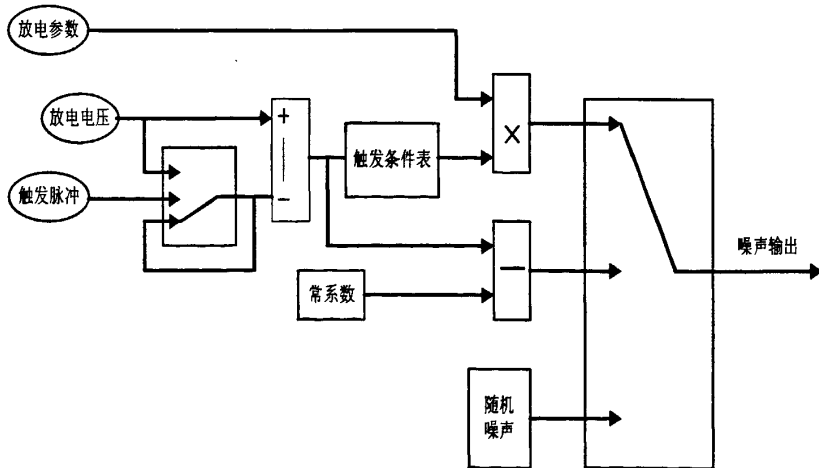 放电参数
放电电压
+
触发条件表
×
触发脉冲
-
噪声输出
常系数
随机
噪声